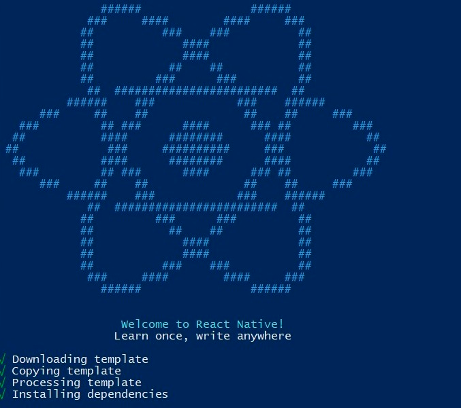 Welcome to React Native!
Learn once, write anywhere
√ Downloading template
√ Copying template
√ Processing template
√ Installing dependencies